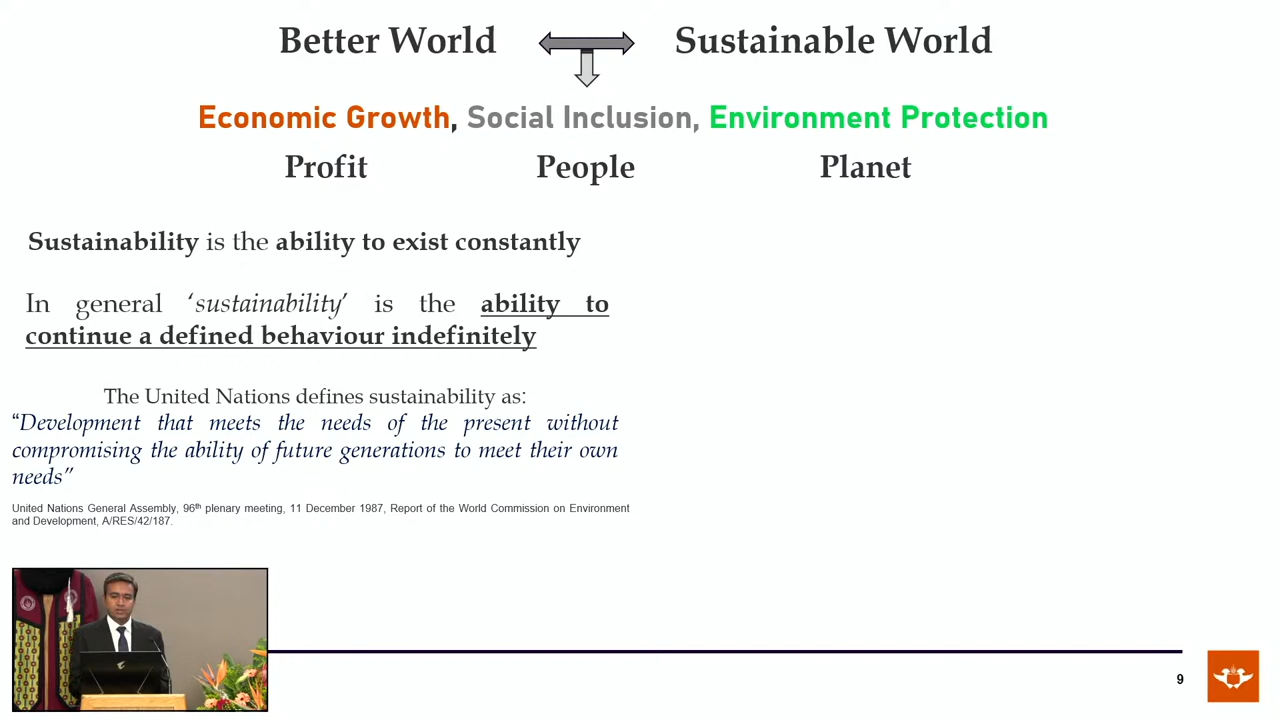 Better World Sustainable World
Economic Growth, Social Inclusion, Environment Protection
Profit People Planet
Sustainability is the ability to exist constantly
In general ‘sustainability’ is the ability to
continue a defined behaviour indefinitely
The United Nations defines sustainability as:
“Development that meets the needs of the present without
compromising the ability of future generations to meet their own
needs”
United Nations General Assembly, 96th plenary meeting, 11 December 1987, Report of the World Commission on Environment
and Development, A/RES/42/187.
9